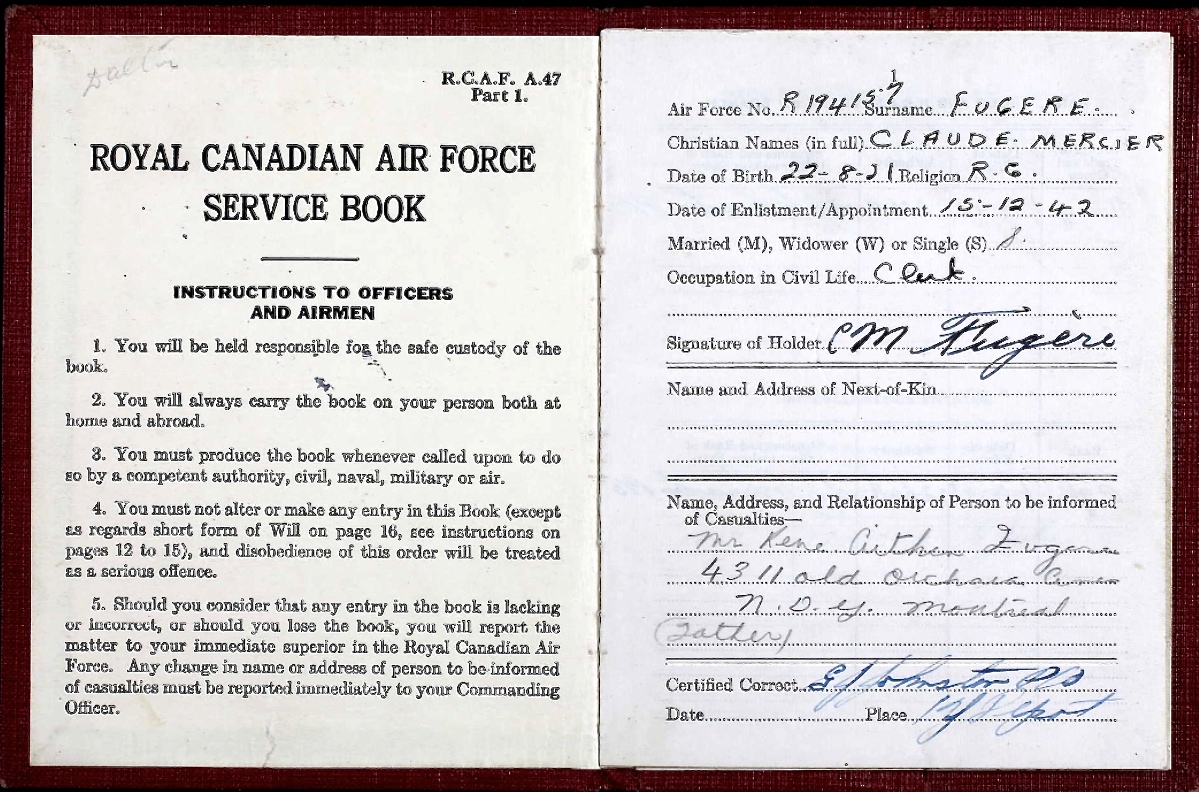 R.C.A.F. A.47
Part 1.
ROYAL CANADIAN AIR FORCE
SERVICE BOOK
INSTRUCTIONS TO OFFICERS
AND AIRMEN
1. You will be held responsible for the safe custody of the
book.
2. You will always carry the book on your person both at
home and abroad.
3. You must produce the book whenever called upon to do
so by a competent authority, civil, naval, military or air.
4. You must not alter or make any entry in this Book (except
as regards short form of Will on page 16, see instructions on
pages 12 to 15), and disobedience of this order will be treated
as a serious offence.
5. Should you consider that any entry in the book is lacking
or incorrect, or should you lose the book, you will report the
matter to your immediate superior in the Royal Canadian Air
Force. Any change in name or address of person to be informed
of casualties must be reported immediately to your Commanding
Officer.
1
Air Force No. R194157 Surname FUGERE.
Christian Names (in full) CLAUDE. MERCIER
Date of Birth 22-8-21 Religion R.C.
Date of Enlistment/Appointment 15-12-42
Married (M), Widower (W) or Single (S) S.
Occupation in Civil Life Clerk.
Signature of Holder CM Fugère
Name and Address of Next-of-Kin
Name, Address, and Relationship of Person to be informed
of Casualties—
Mr Rene Fugere
4311 old orchard
N.D.G. Montreal
(Father)
Certified Correct Johnston
Date Place Depot